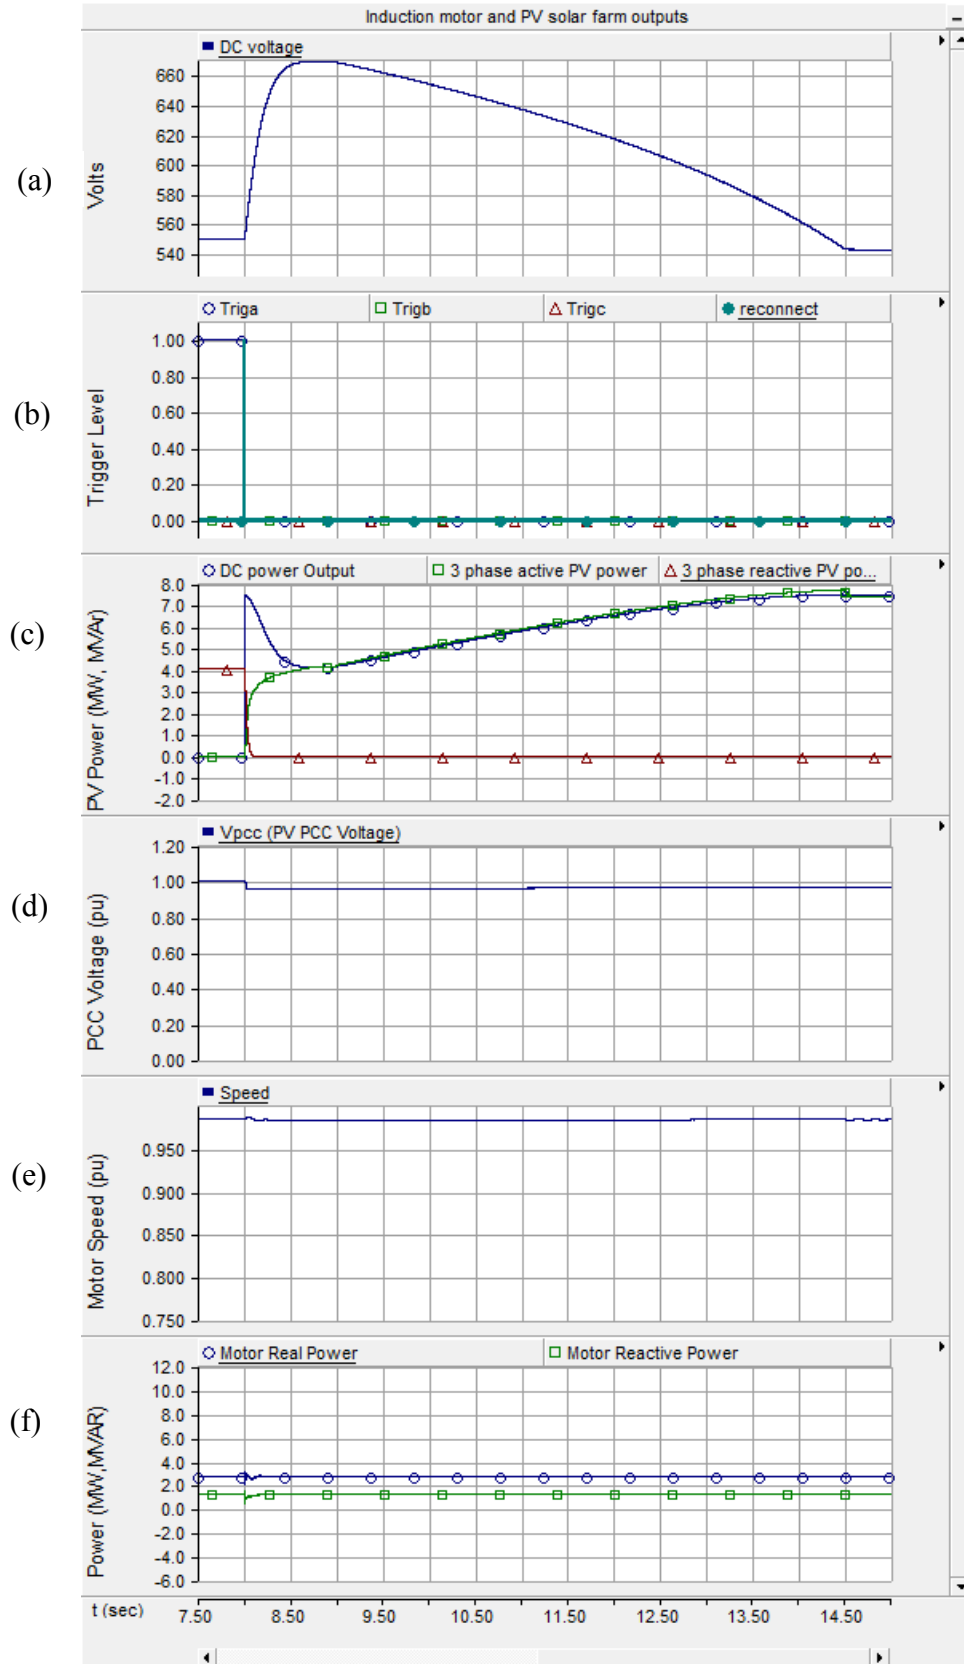 Induction motor and PV solar farm outputs
DC voltage
(a)
Volts
660
640
620
600
580
560
540
Triga Trigb Trigc reconnect
(b)
Trigger Level
1.00
0.80
0.60
0.40
0.20
0.00
DC power Output 3 phase active PV power 3 phase reactive PV po...
(c)
PV Power (MW, MVAr)
8.0
7.0
6.0
5.0
4.0
3.0
2.0
1.0
0.0
-1.0
-2.0
Vpcc (PV PCC Voltage)
(d)
PCC Voltage (pu)
1.20
1.00
0.80
0.60
0.40
0.20
0.00
Speed
(e)
Motor Speed (pu)
0.950
0.900
0.850
0.800
0.750
Motor Real Power Motor Reactive Power
(f)
Power (MW,MVAR)
12.0
10.0
8.0
6.0
4.0
2.0
0.0
-2.0
-4.0
-6.0
t (sec) 7.50 8.50 9.50 10.50 11.50 12.50 13.50 14.50